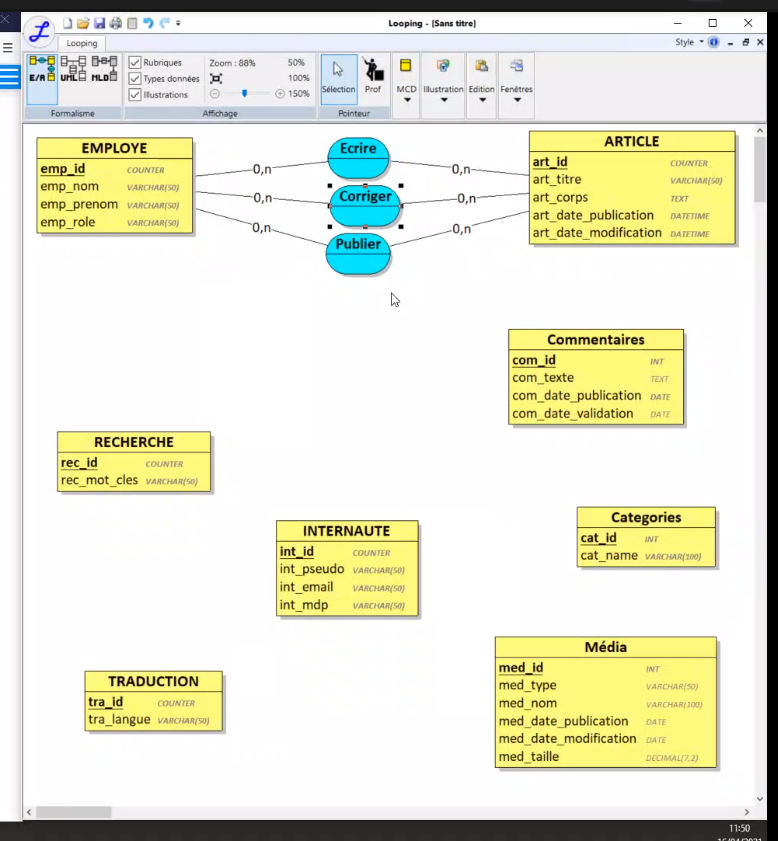 Looping - [Sans titre]
Looping
Style
E/A UML MLD
Formalisme
Rubriques
Types données
Illustrations
Zoom : 88%
50%
100%
150%
Affichage
Sélection
Prof
Pointeur
MCD
Illustration
Edition
Fenêtres
EMPLOYE
emp_id COUNTER
emp_nom VARCHAR(50)
emp_prenom VARCHAR(50)
emp_role VARCHAR(50)
0,n
Ecrire
0,n
0,n
Corriger
0,n
0,n
Publier
0,n
ARTICLE
art_id COUNTER
art_titre VARCHAR(50)
art_corps TEXT
art_date_publication DATETIME
art_date_modification DATETIME
Commentaires
com_id INT
com_texte TEXT
com_date_publication DATE
com_date_validation DATE
RECHERCHE
rec_id COUNTER
rec_mot_cles VARCHAR(50)
INTERNAUTE
int_id COUNTER
int_pseudo VARCHAR(50)
int_email VARCHAR(50)
int_mdp VARCHAR(50)
Categories
cat_id INT
cat_name VARCHAR(100)
TRADUCTION
tra_id COUNTER
tra_langue VARCHAR(50)
Média
med_id INT
med_type VARCHAR(50)
med_nom VARCHAR(100)
med_date_publication DATE
med_date_modification DATE
med_taille DECIMAL(7,2)
11:50